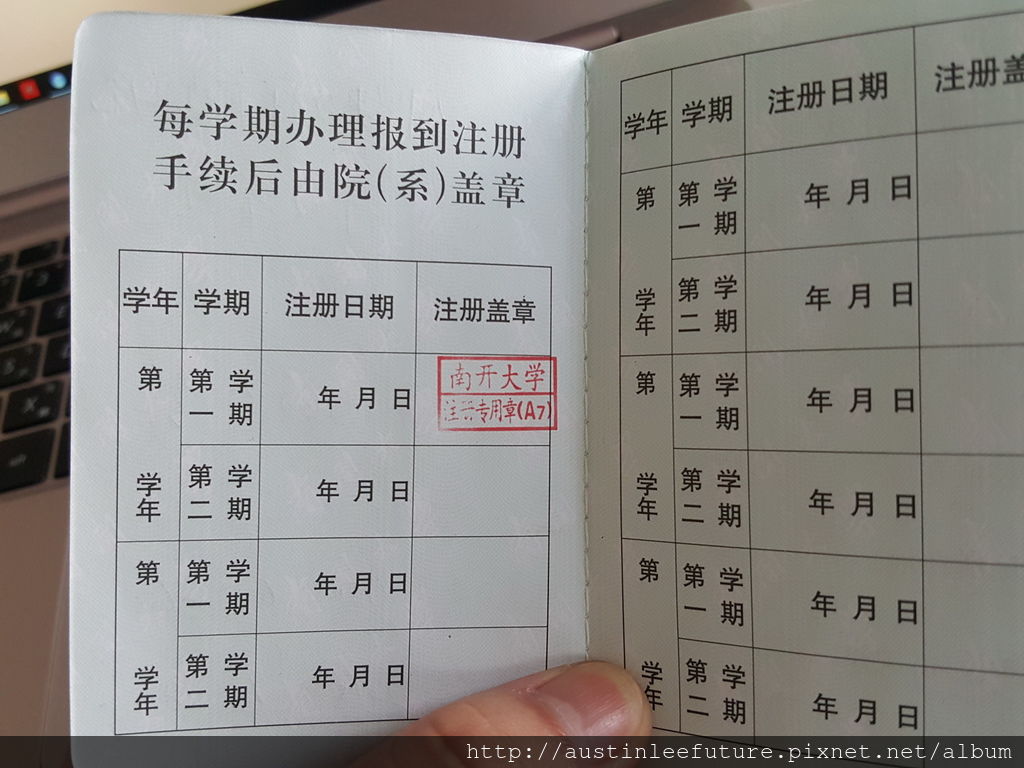 每学期办理报到注册
手续后由院(系)盖章
学年 学期 注册日期 注册盖章
第 学年 第一学期 年 月 日
南开大学
注册专用章(A7)
第二学期 年 月 日
第 学年 第一学期 年 月 日
第二学期 年 月 日
学年 学期 注册日期 注册盖
第 学年 第一学期 年 月 日
第二学期 年 月 日
第 学年 第一学期 年 月 日
第二学期 年 月 日
第 学年 第一学期 年 月 日
第二学期 年 月 日
http://austinleefuture.pixnet.net/album